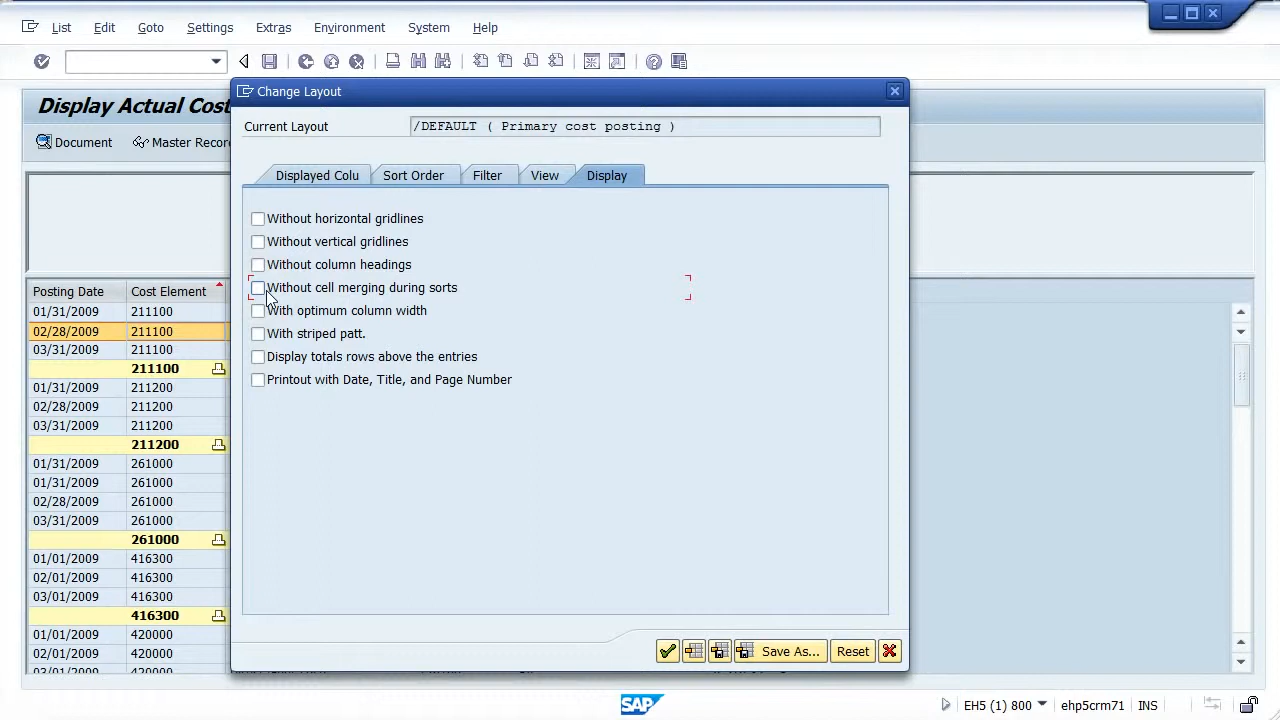 List Edit Goto Settings Extras Environment System Help
Display Actual Cost
Document Master Record
Change Layout
Current Layout /DEFAULT ( Primary cost posting )
Displayed Colu Sort Order Filter View Display
Without horizontal gridlines
Without vertical gridlines
Without column headings
Without cell merging during sorts
With optimum column width
With striped patt.
Display totals rows above the entries
Printout with Date, Title, and Page Number
Posting Date Cost Element
01/31/2009 211100
02/28/2009 211100
03/31/2009 211100
211100
01/31/2009 211200
02/28/2009 211200
03/31/2009 211200
211200
01/31/2009 261000
01/31/2009 261000
02/28/2009 261000
03/31/2009 261000
261000
01/01/2009 416300
02/01/2009 416300
03/01/2009 416300
416300
01/01/2009 420000
02/01/2009 420000
03/01/2009 420000
Save As... Reset
SAP EH5 (1) 800 ehp5crm71 INS